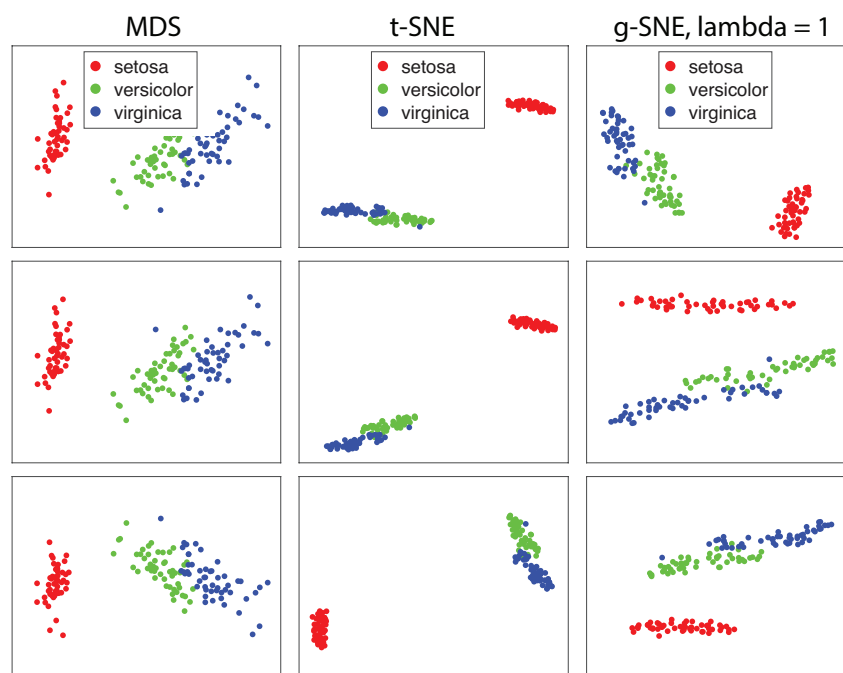 MDS
t-SNE
g-SNE, lambda = 1
setosa
versicolor
virginica
setosa
versicolor
virginica
setosa
versicolor
virginica